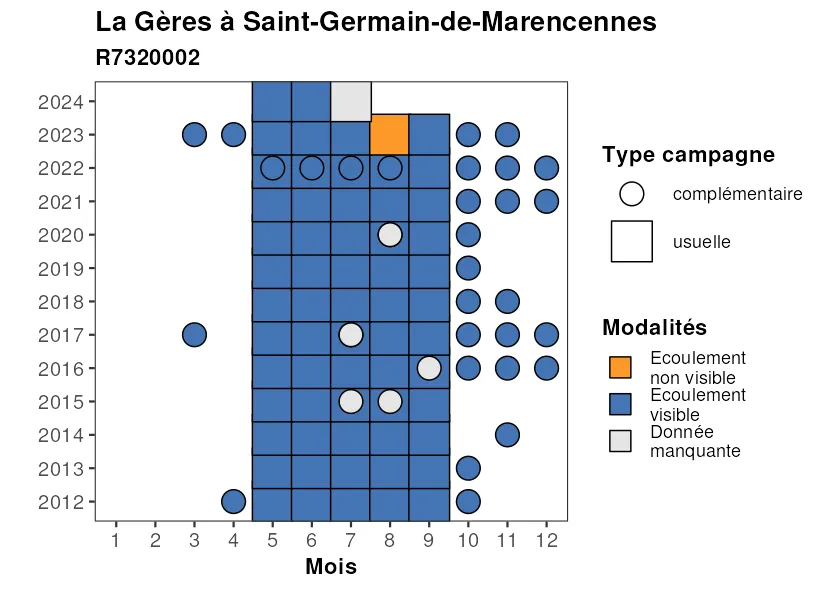 La Gères à Saint-Germain-de-Marencennes
R7320002
2024
2023
2022
2021
2020
2019
2018
2017
2016
2015
2014
2013
2012
1 2 3 4 5 6 7 8 9 10 11 12
Mois
Type campagne
complémentaire
usuelle
Modalités
Ecoulement
non visible
Ecoulement
visible
Donnée
manquante